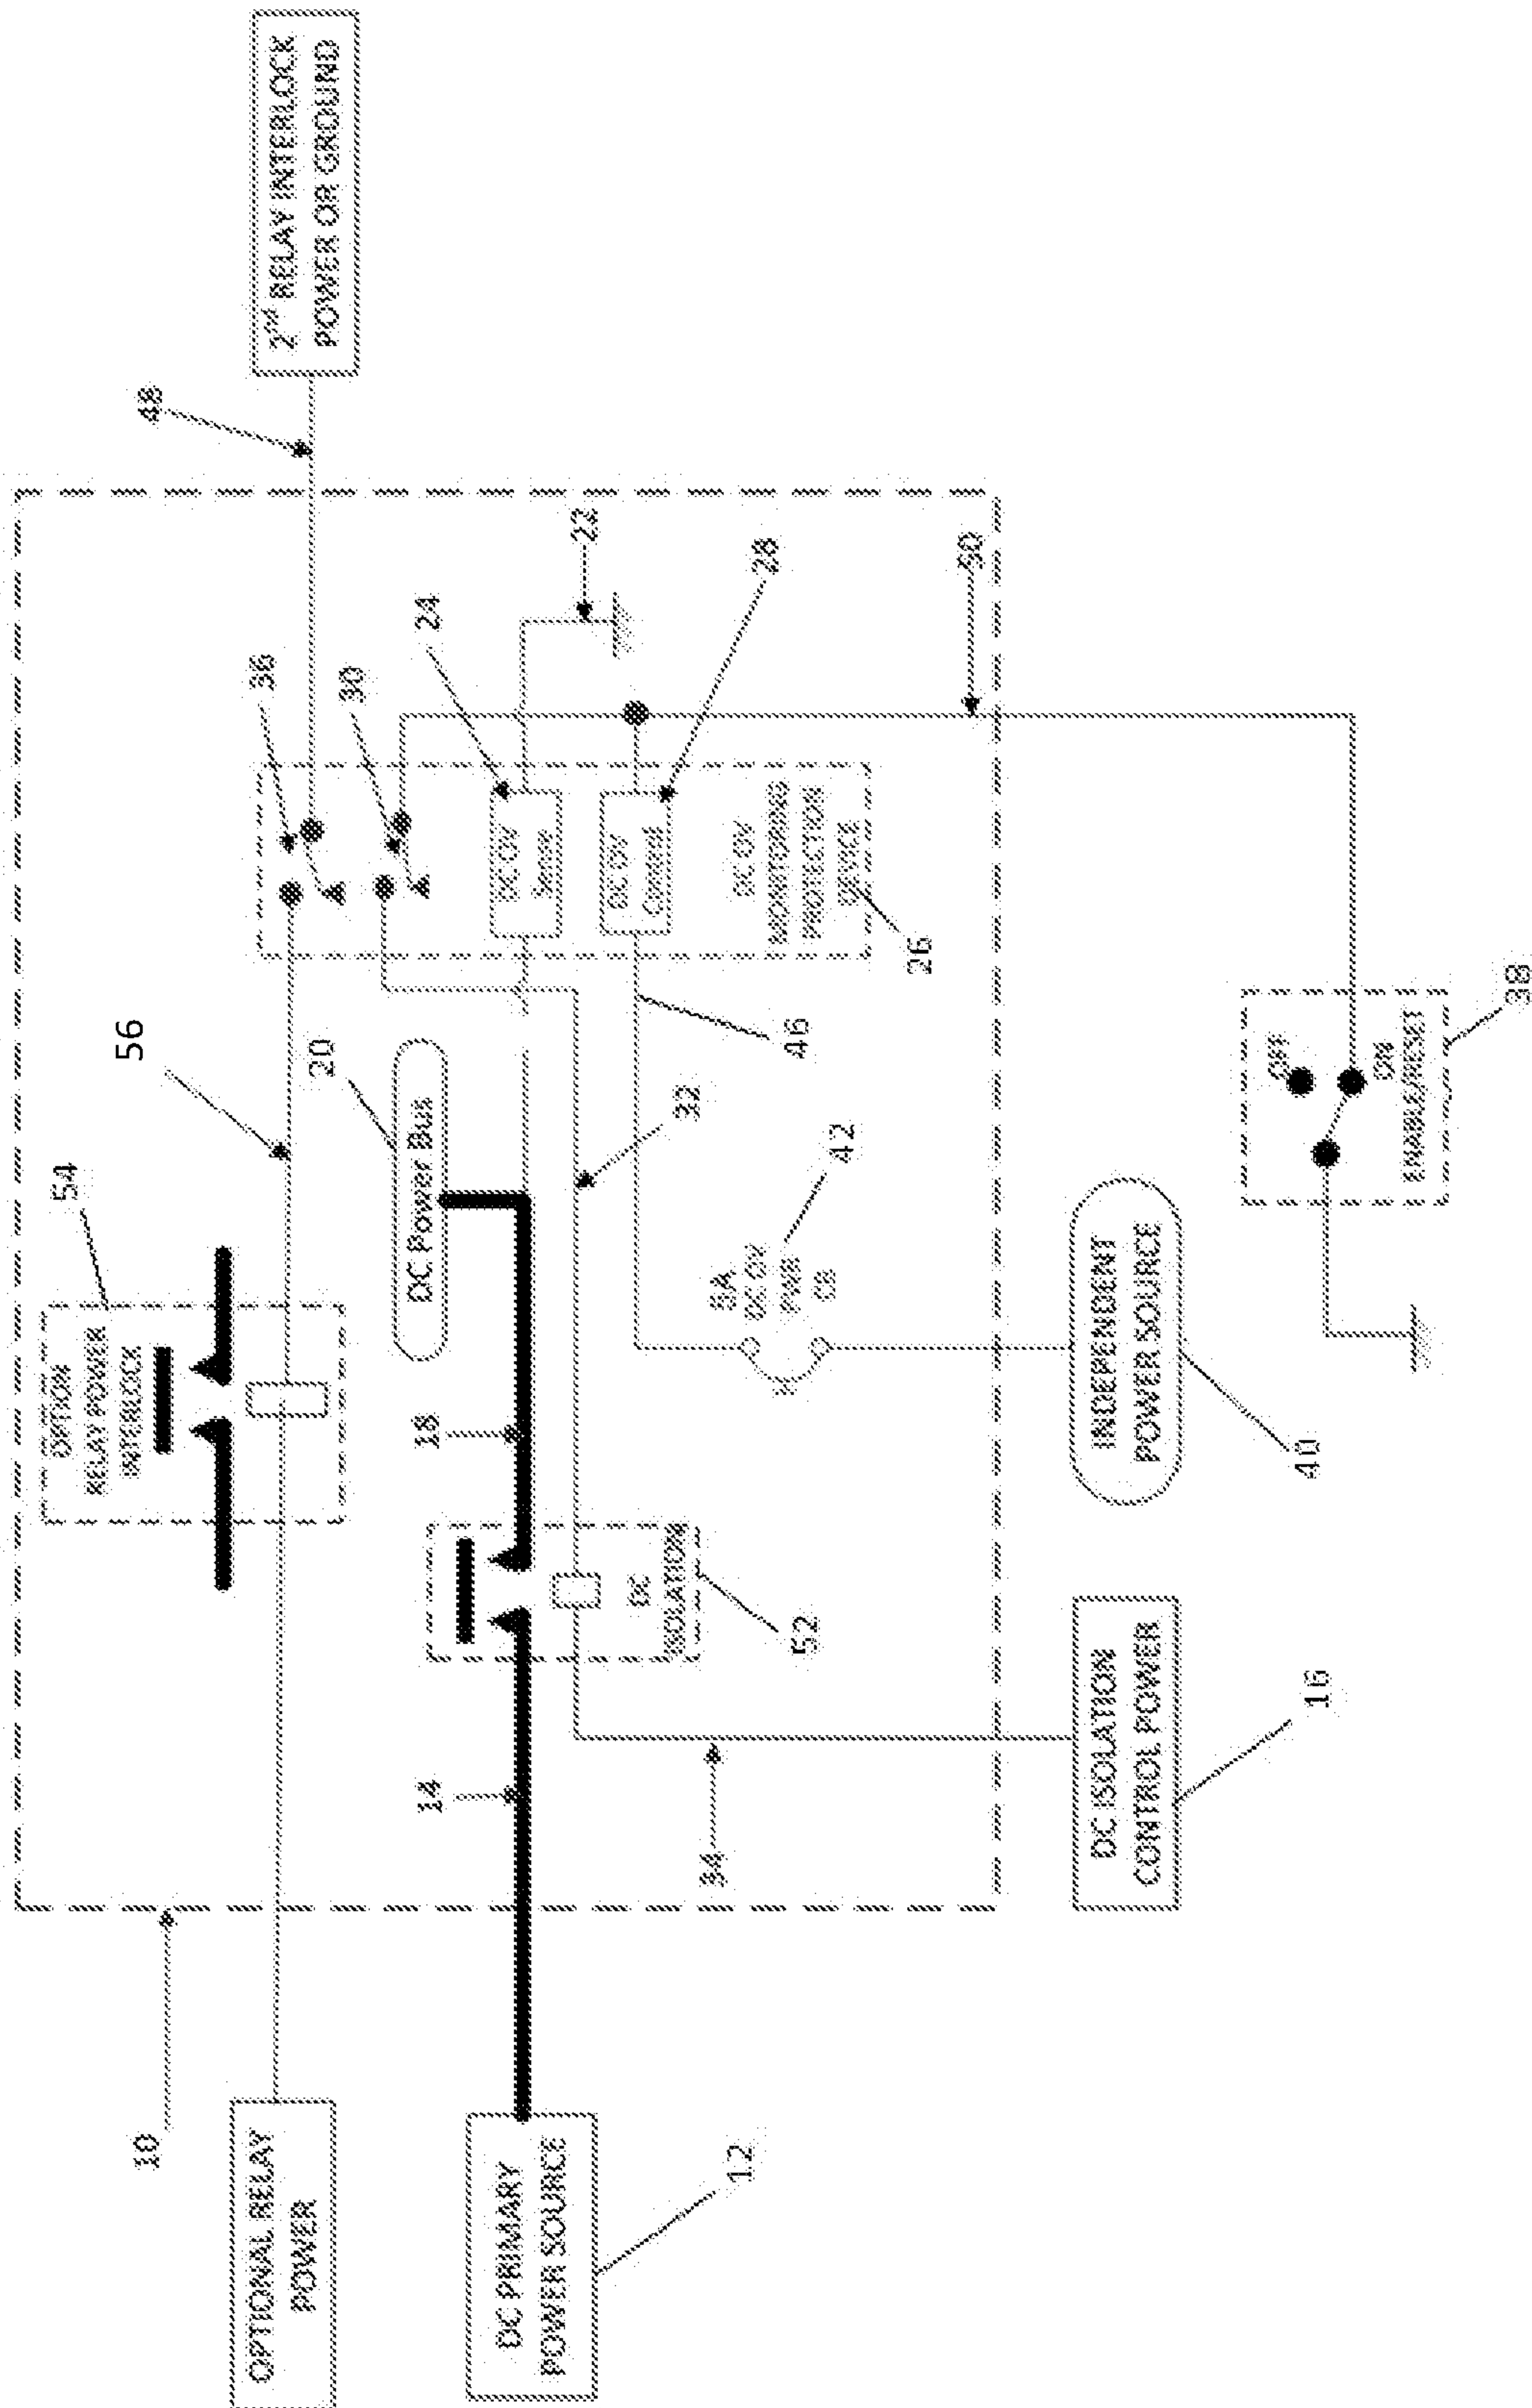 10
OPTIONAL RELAY
POWER
DC PRIMARY
POWER SOURCE
12
14
34
DC ISOLATION
CONTROL POWER
16
54
OPTION
RELAY POWER
INTERLOCK
18
DC
ISOLATION
52
56
20
DC Power Bus
32
5A
DC OV
PWR
CB
42
INDEPENDENT
POWER SOURCE
40
46
36
30
24
DC OV
Sense
DC OV
Control
28
22
DC OV
MONITORING
PROTECTION
DEVICE
26
50
OFF
ON
ENABLE/RESET
38
48
2ND RELAY INTERLOCK
POWER OR GROUND